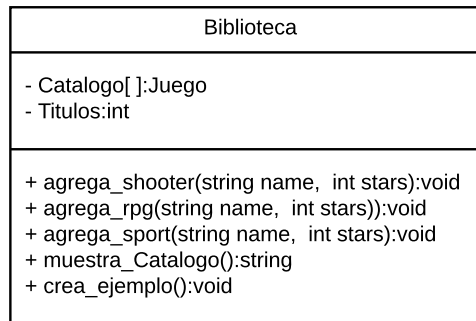 Biblioteca
- Catalogo[ ]:Juego
- Titulos:int
+ agrega_shooter(string name,  int stars):void
+ agrega_rpg(string name,  int stars)):void
+ agrega_sport(string name,  int stars):void
+ muestra_Catalogo():string
+ crea_ejemplo():void